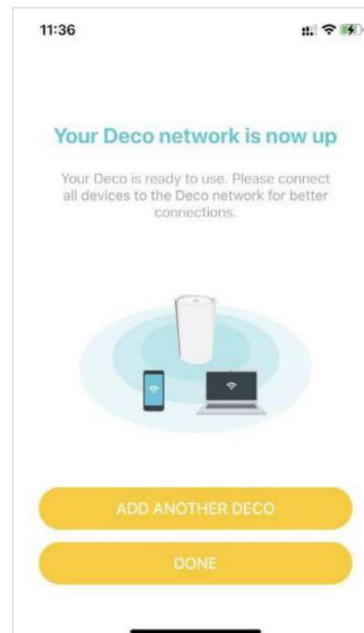 11:36
Your Deco network is now up
Your Deco is ready to use. Please connect
all devices to the Deco network for better
connections.
ADD ANOTHER DECO
DONE